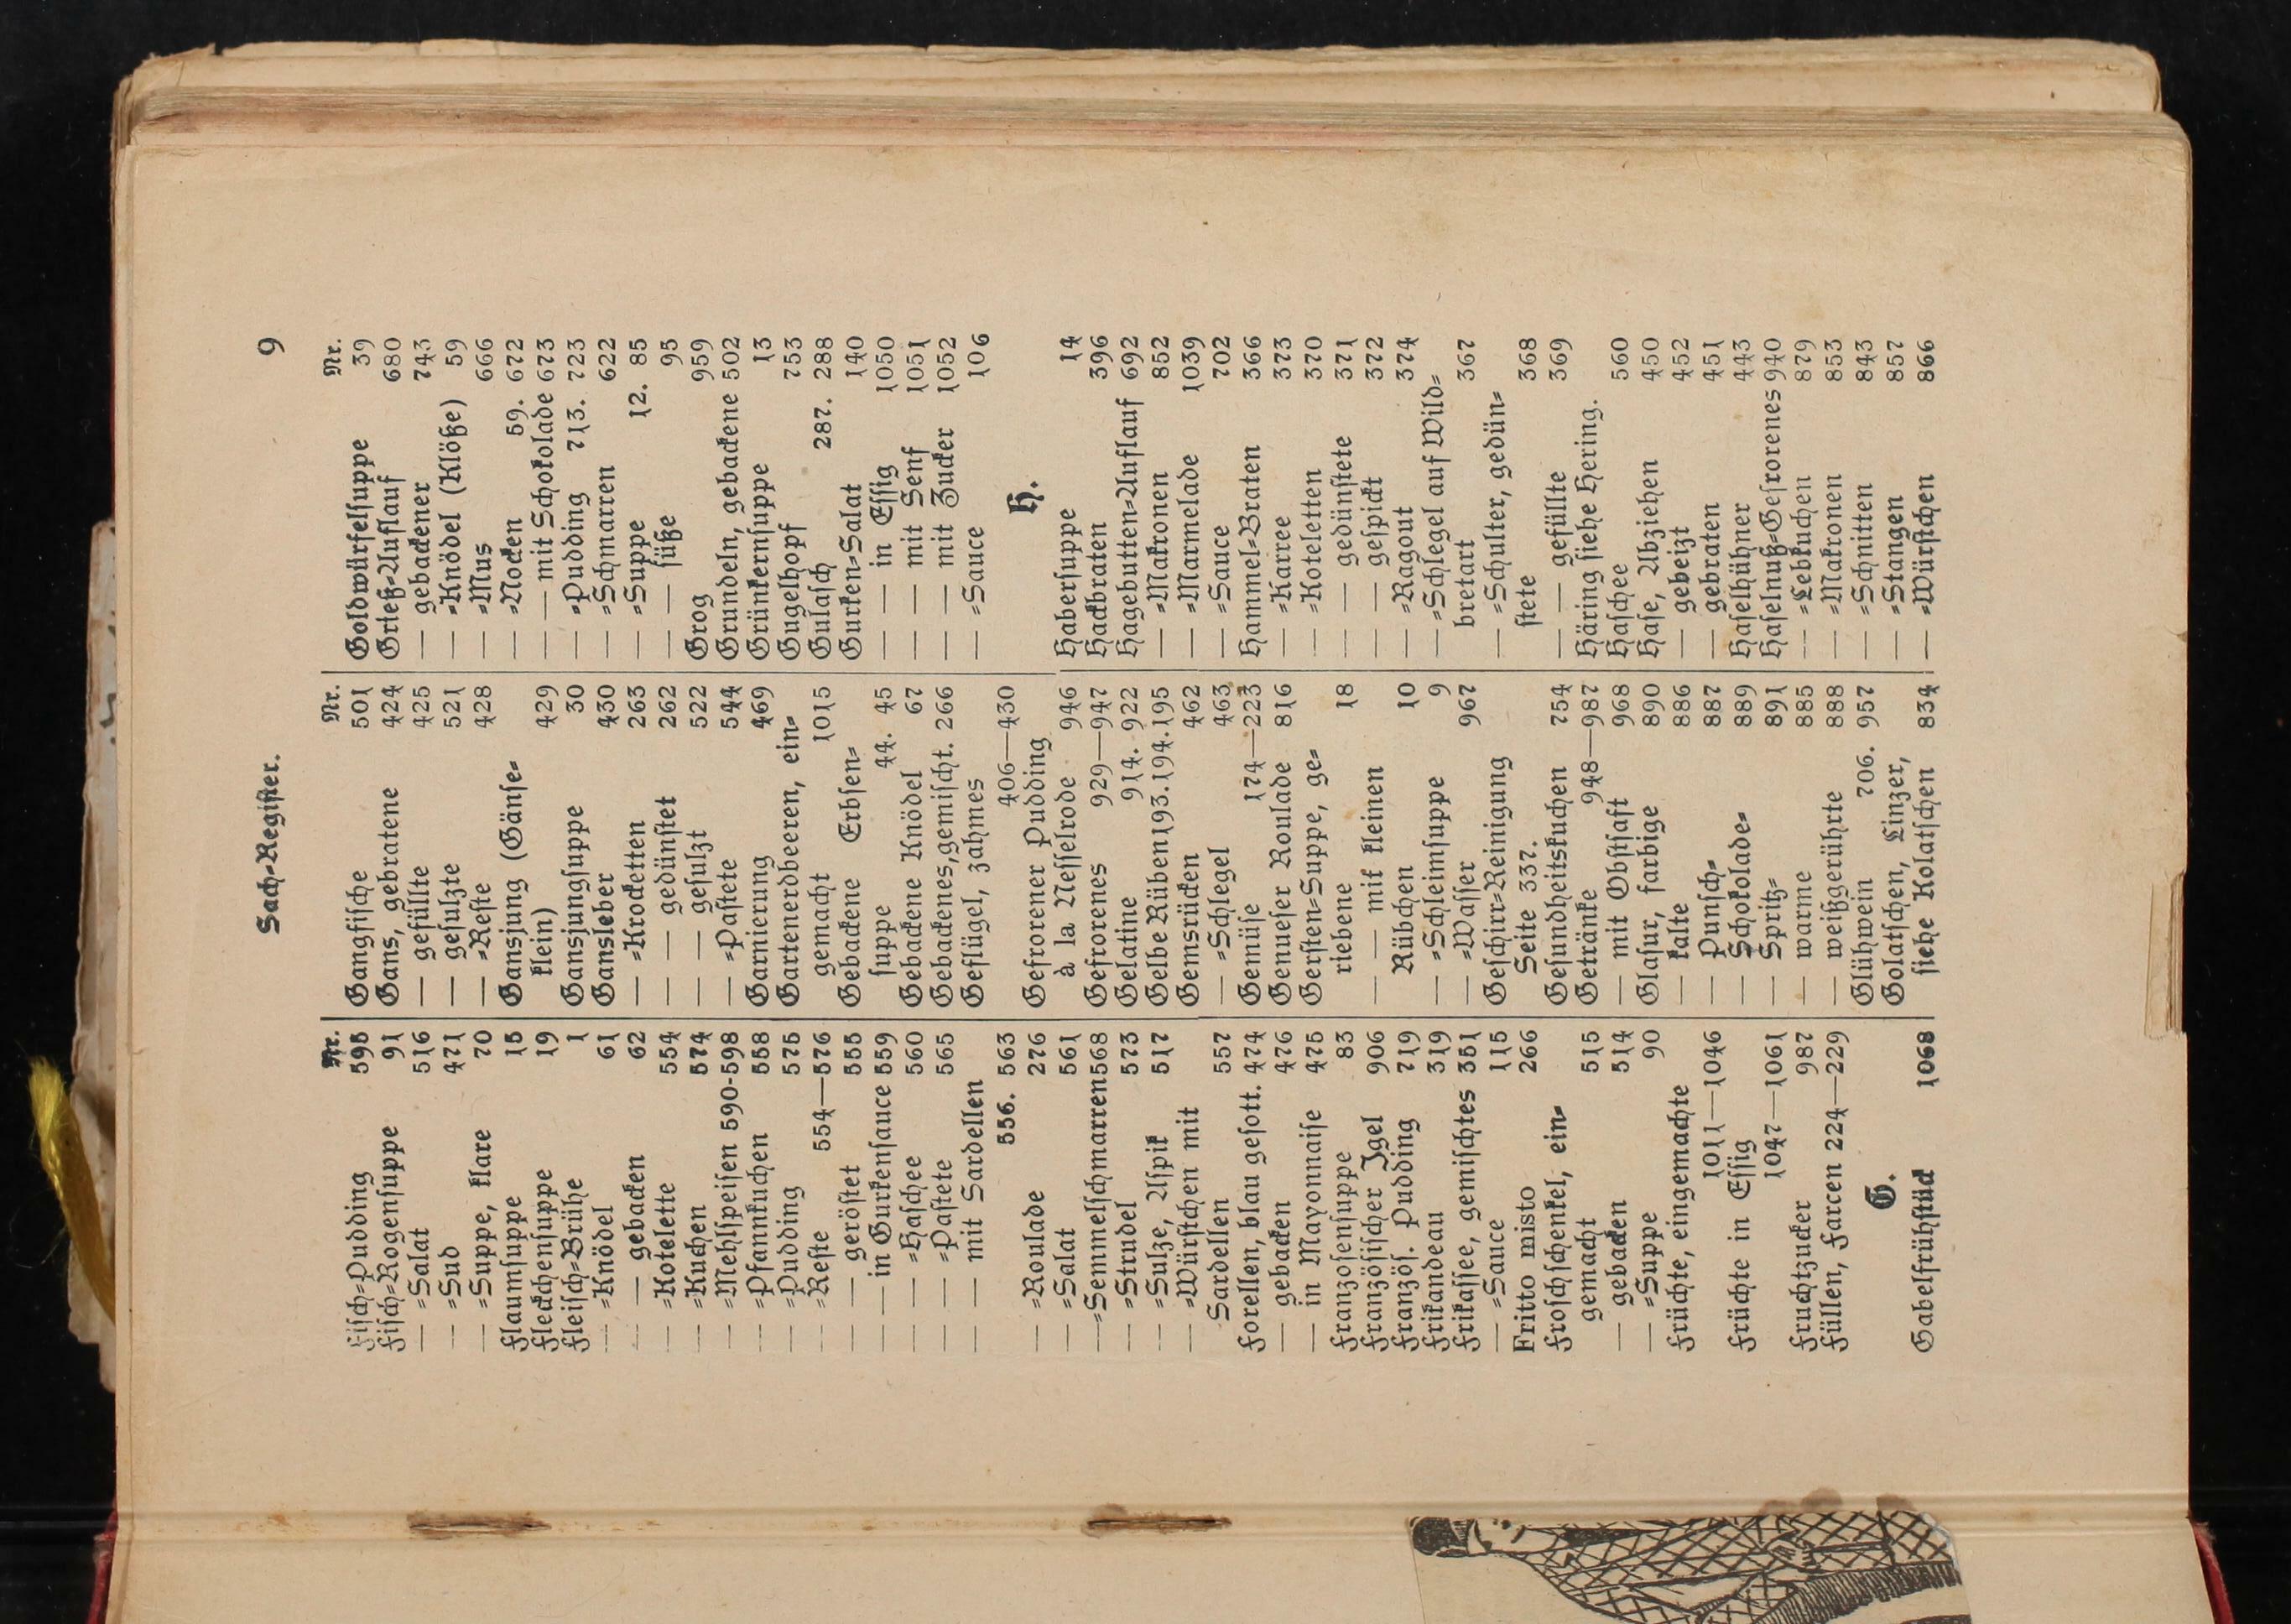 Sach-Register.
9
Nr.
Fisch-Pudding 595
Fisch-Rogensuppe 91
— -Salat 516
— -Sud 471
— -Suppe, klare 70
Flaumsuppe 15
Fleckchensuppe 19
Fleisch-Brühe 1
— -Knödel 61
— — gebacken 62
— -Kotelette 554
— -Kuchen 574
— -Mehlspeisen 590-598
— -Pfannkuchen 558
— -Pudding 575
— -Reste 554—576
— — geröstet 555
— — in Gurkensauce 559
— — -Haschee 560
— — -Pastete 565
— — mit Sardellen
556. 563
— -Roulade 276
— -Salat 561
— -Semmelschmarren 568
— -Strudel 573
— -Sulze, Aspik 517
— -Würstchen mit
Sardellen 557
Forellen, blau gesott. 474
— gebacken 476
— in Mayonnaise 475
Franzosensuppe 83
Französischer Igel 906
Französ. Pudding 719
Frikandeau 319
Frikassee, gemischtes 351
— -Sauce 115
Fritto misto 266
Froschschenkel, ein-
gemacht 515
— gebacken 514
— -Suppe 90
Früchte, eingemachte
1011—1046
Früchte in Essig
1047—1061
Fruchtzucker 987
Füllen, Farcen 224—229
G.
Gabelfrühstück 1068
Nr.
Gangfische 501
Gans, gebratene 424
— gefüllte 425
— gesulzte 521
— -Reste 428
Gansjung (Gänse-
klein) 429
Gansjungsuppe 30
Gansleber 430
— -Krocketten 263
— — gedünstet 262
— — gesulzt 522
— -Pastete 544
Garnierung 469
Gartenerdbeeren, ein-
gemacht 1015
Gebackene Erbsen-
suppe 44. 45
Gebackene Knödel 67
Gebackenes, gemischt. 266
Geflügel, zahmes
406—430
Gefrorener Pudding
à la Nesselrode 946
Gefrorenes 929—947
Gelatine 914. 922
Gelbe Rüben 193. 194. 195
Gemsrücken 462
— -Schlegel 463
Gemüse 174—223
Genueser Roulade 816
Gersten-Suppe, ge-
riebene 18
— — mit kleinen
Rübchen 10
— -Schleimsuppe 9
— -Wasser 967
Geschirr-Reinigung
Seite 337.
Gesundheitskuchen 754
Getränke 948—987
— mit Obstsaft 968
Glasur, farbige 890
— kalte 886
— Punsch- 887
— Schokolade- 889
— Spritz- 891
— warme 885
— weißgerührte 888
Glühwein 706. 957
Golatschen, Linzer,
siehe Kolatschen 834
Nr.
Goldwürfelsuppe 39
Grieß-Auflauf 680
— gebackener 743
— -Knödel (Klöße) 59
— -Mus 666
— -Nocken 59. 672
— — mit Schokolade 673
— -Pudding 713. 723
— -Schmarren 622
— -Suppe 12. 85
— — süße 95
Grog 959
Grundeln, gebackene 502
Grünkernsuppe 13
Gugelhopf 753
Gulasch 287. 288
Gurken-Salat 140
— — in Essig 1050
— — mit Senf 1051
— — mit Zucker 1052
— -Sauce 106
H.
Habersuppe 14
Hackbraten 396
Hagebutten-Auflauf 692
— -Makronen 852
— -Marmelade 1039
— -Sauce 702
Hammel-Braten 366
— -Karree 373
— -Koteletten 370
— — gedünstete 371
— — gespickt 372
— -Ragout 374
— -Schlegel auf Wild-
bretart 367
— -Schulter, gedün-
stete 368
— — gefüllte 369
Häring siehe Hering.
Haschee 560
Hase, Abziehen 450
— gebeizt 452
— gebraten 451
Haselhühner 443
Haselnuß-Gefrorenes 940
— -Lebkuchen 879
— -Makronen 853
— -Schnitten 843
— -Stangen 857
— -Würstchen 866